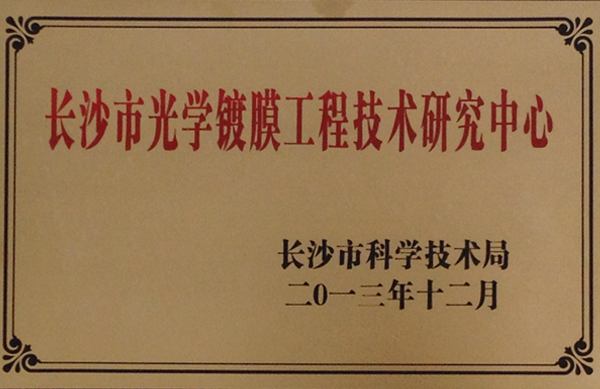 长沙市光学镀膜工程技术研究中心
长沙市科学技术局
二0一三年十二月